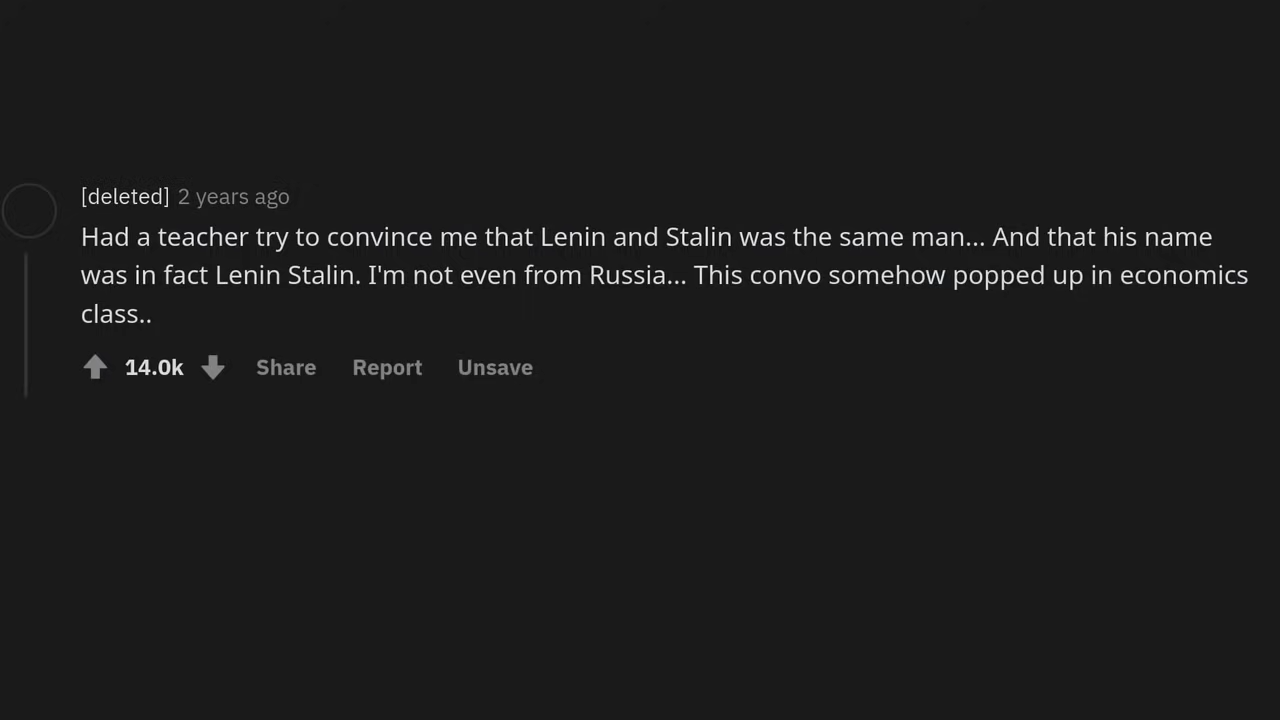 [deleted] 2 years ago
Had a teacher try to convince me that Lenin and Stalin was the same man... And that his name
was in fact Lenin Stalin. I'm not even from Russia... This convo somehow popped up in economics
class..
14.0k Share Report Unsave